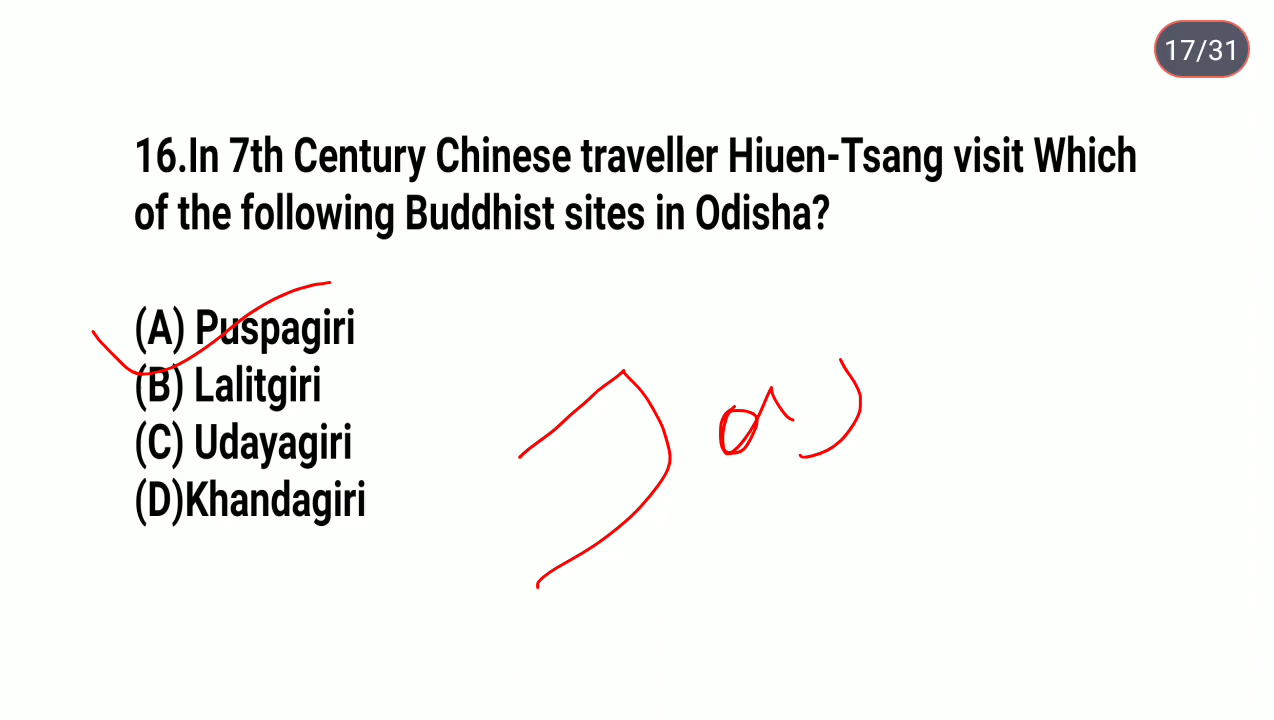 17/31
16.In 7th Century Chinese traveller Hiuen-Tsang visit Which
of the following Buddhist sites in Odisha?
(A) Puspagiri
(B) Lalitgiri
(C) Udayagiri
(D)Khandagiri